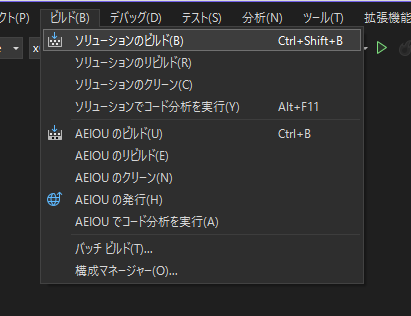 クト(P) ビルド(B) デバッグ(D) テスト(S) 分析(N) ツール(T) 拡張機能
ソリューションのビルド(B) Ctrl+Shift+B
ソリューションのリビルド(R)
ソリューションのクリーン(C)
ソリューションでコード分析を実行(Y) Alt+F11
AEIOU のビルド(U) Ctrl+B
AEIOU のリビルド(E)
AEIOU のクリーン(N)
AEIOU の発行(H)
AEIOU でコード分析を実行(A)
バッチ ビルド(T)...
構成マネージャー(O)...